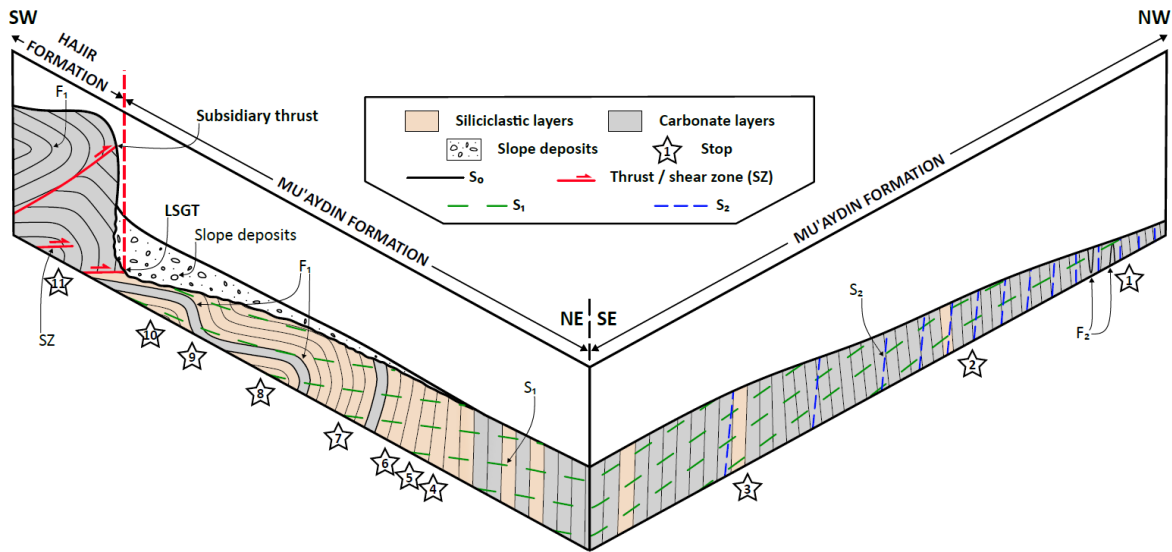 SW
NW
HAJIR
FORMATION
F₁
Subsidiary thrust
Siliciclastic layers
Carbonate layers
Slope deposits
1
Stop
S₀
Thrust / shear zone (SZ)
S₁
S₂
MU'AYDIN FORMATION
MU'AYDIN FORMATION
LSGT
Slope deposits
F₁
11
SZ
10
9
8
7
6
5
4
S₁
NE
SE
S₂
F₂
1
2
3